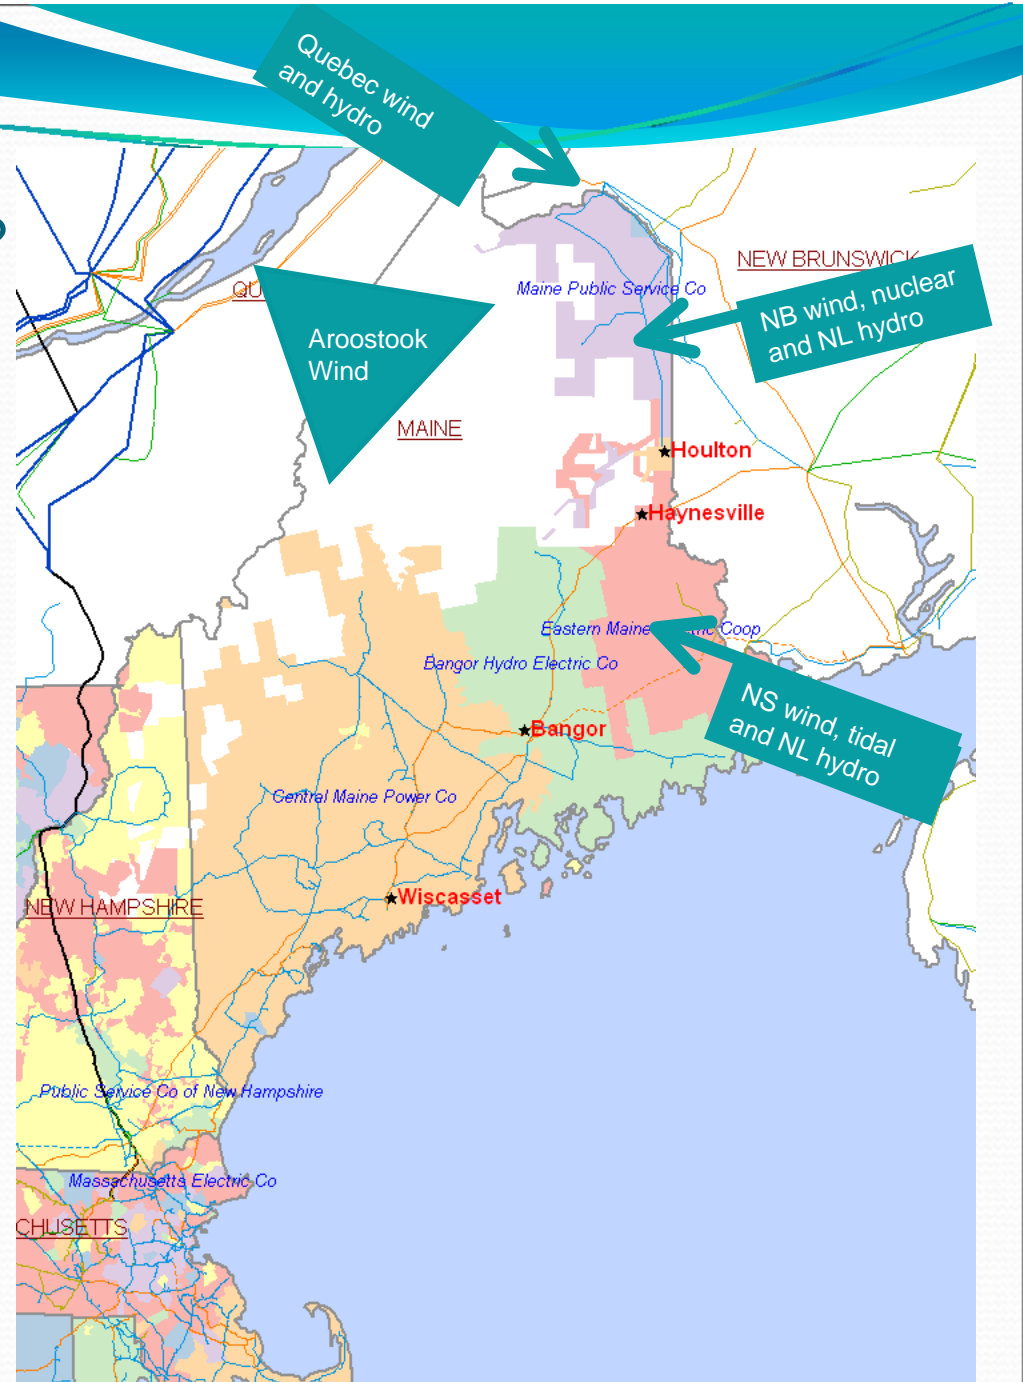 Quebec wind
and hydro
NEW BRUNSWICK
Maine Public Service Co
NB wind, nuclear
and NL hydro
Aroostook
Wind
MAINE
Houlton
Haynesville
Eastern Maine
Coop
Bangor Hydro Electric Co
NS wind, tidal
and NL hydro
Bangor
Central Maine Power Co
Wiscasset
NEW HAMPSHIRE
Public Service Co of New Hampshire
Massachusetts Electric Co
CHUSETTS